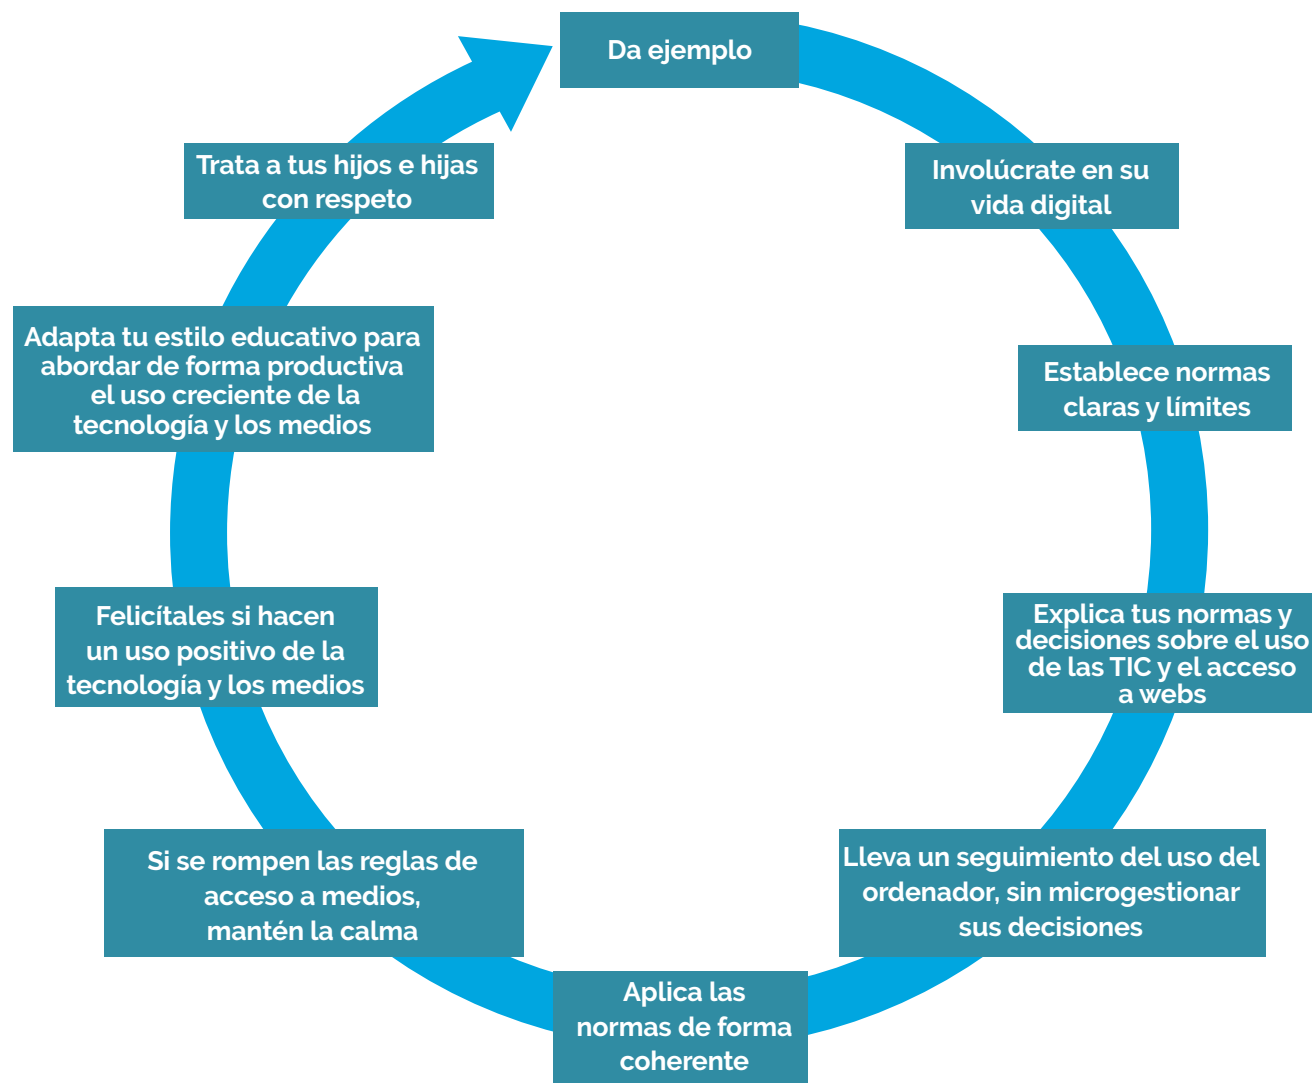 Da ejemplo
Involúcrate en su
vida digital
Establece normas
claras y límites
Explica tus normas y
decisiones sobre el uso
de las TIC y el acceso
a webs
Lleva un seguimiento del uso del
ordenador, sin microgestionar
sus decisiones
Aplica las
normas de forma
coherente
Si se rompen las reglas de
acceso a medios,
mantén la calma
Felicítales si hacen
un uso positivo de la
tecnología y los medios
Adapta tu estilo educativo para
abordar de forma productiva
el uso creciente de la
tecnología y los medios
Trata a tus hijos e hijas
con respeto